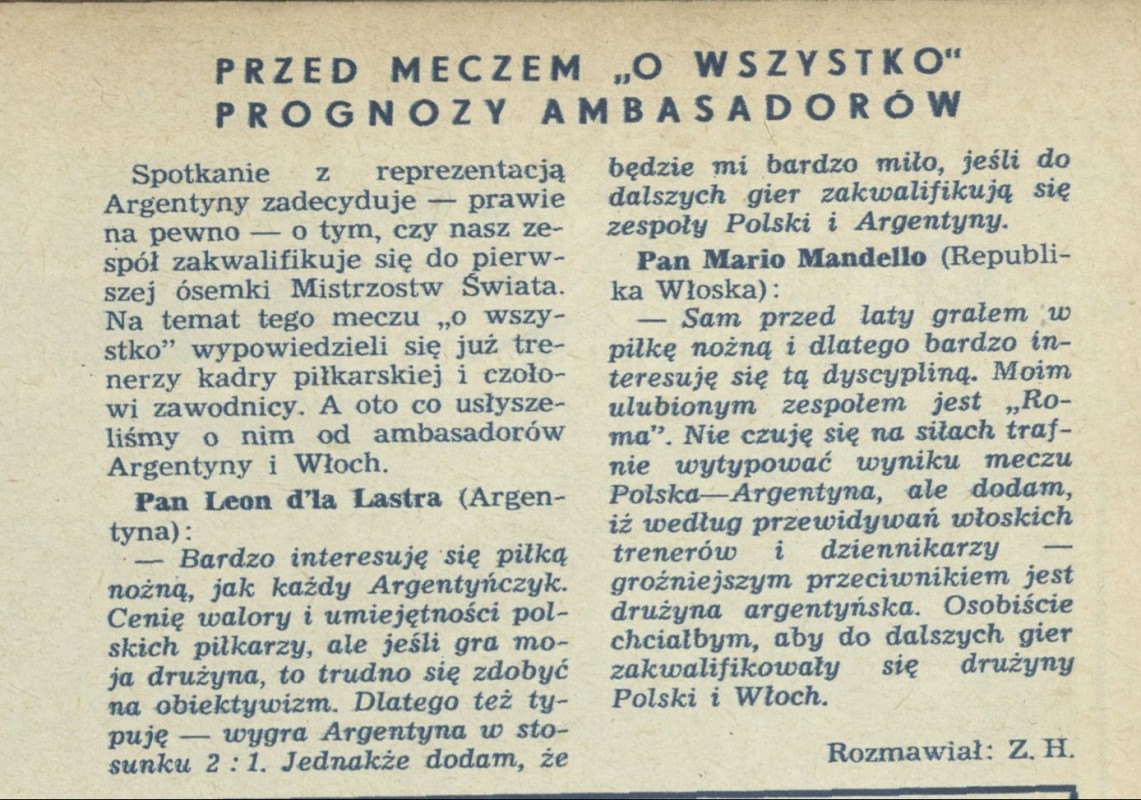 PRZED MECZEM „O WSZYSTKO“
PROGNOZY AMBASADORÓW
Spotkanie z reprezentacją
Argentyny zadecyduje — prawie
na pewno — o tym, czy nasz ze-
spół zakwalifikuje się do pierw-
szej ósemki Mistrzostw Świata.
Na temat tego meczu „o wszy-
stko” wypowiedzieli się już tre-
nerzy kadry piłkarskiej i czoło-
wi zawodnicy. A oto co usłysze-
liśmy o nim od ambasadorów
Argentyny i Włoch.
Pan Leon d'la Lastra (Argen-
tyna):
— Bardzo interesuję się piłką
nożną, jak każdy Argentyńczyk.
Cenię walory i umiejętności pol-
skich piłkarzy, ale jeśli gra mo-
ja drużyna, to trudno się zdobyć
na obiektywizm. Dlatego też ty-
puję — wygra Argentyna w sto-
sunku 2 : 1. Jednakże dodam, że
będzie mi bardzo miło, jeśli do
dalszych gier zakwalifikują się
zespoły Polski i Argentyny.
Pan Mario Mandello (Republi-
ka Włoska):
— Sam przed laty grałem w
piłkę nożną i dlatego bardzo in-
teresuję się tą dyscypliną. Moim
ulubionym zespołem jest „Ro-
ma”. Nie czuję się na siłach traf-
nie wytypować wyniku meczu
Polska—Argentyna, ale dodam,
iż według przewidywań włoskich
trenerów i dziennikarzy —
groźniejszym przeciwnikiem jest
drużyna argentyńska. Osobiście
chciałbym, aby do dalszych gier
zakwalifikowały się drużyny
Polski i Włoch.
Rozmawiał: Z. H.